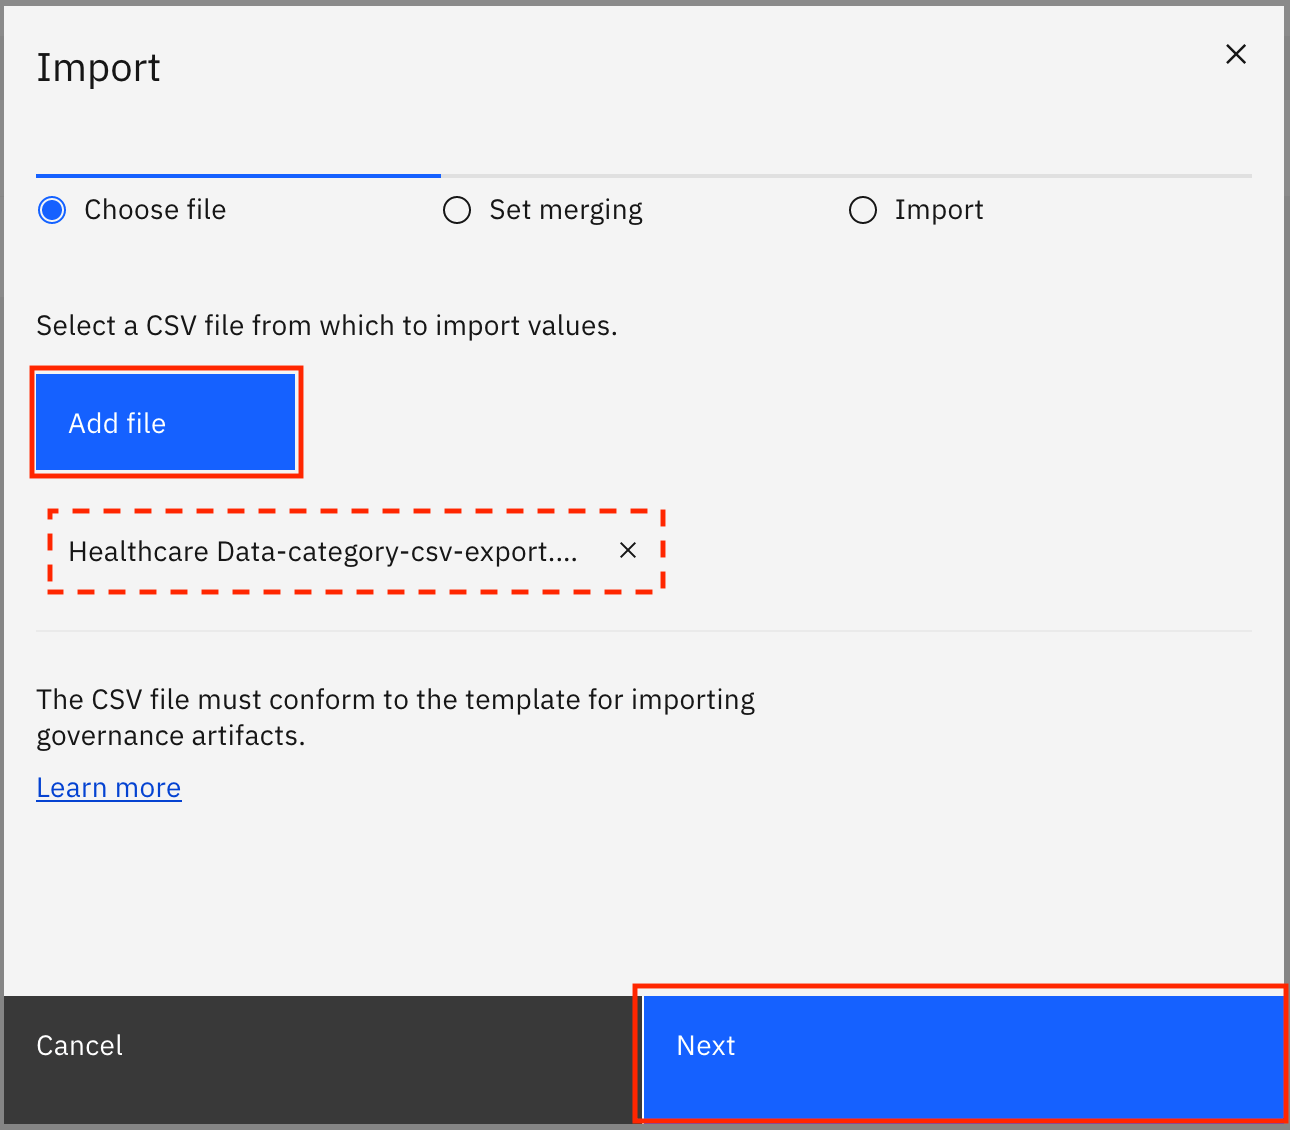 Import
Choose file
Set merging
Import
Select a CSV file from which to import values.
Add file
Healthcare Data-category-csv-export....
The CSV file must conform to the template for importing
governance artifacts.
Learn more
Cancel
Next